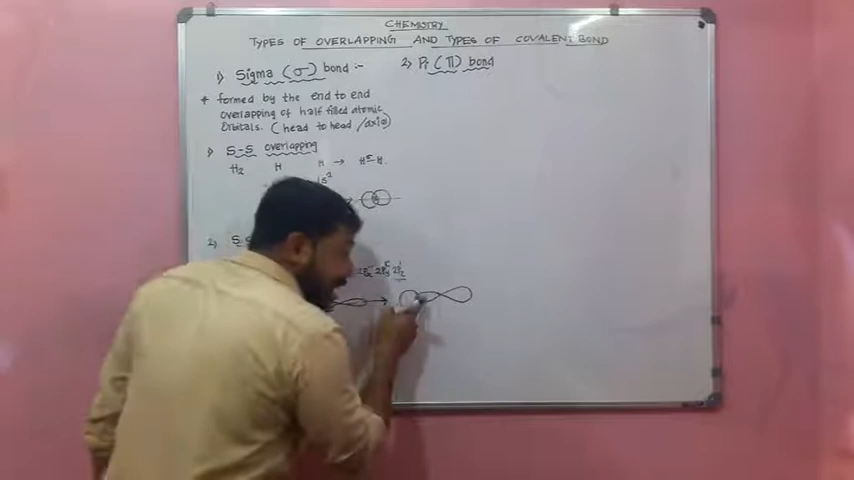 CHEMISTRY
TYPES OF OVERLAPPING AND TYPES OF COVALENT BOND
1) Sigma (σ) bond :-
2) Pi (π) bond
* formed by the end to end
overlapping of half filled atomic
Orbitals. (head to head / axial)
1) S-S overlapping
H2 H H → H-H
2) S-